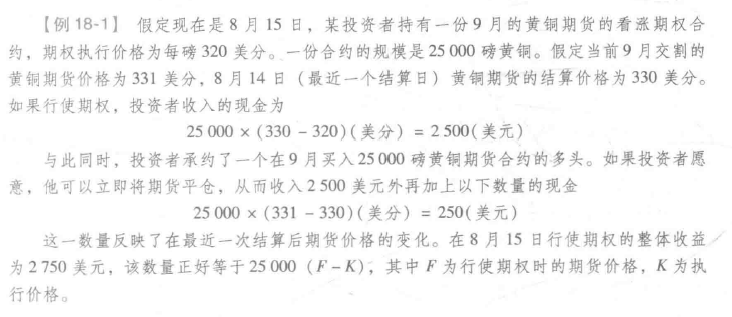 【例 18-1】 假定现在是 8 月 15 日，某投资者持有一份 9 月的黄铜期货的看涨期权合
约，期权执行价格为每磅 320 美分。一份合约的规模是 25 000 磅黄铜。假定当前 9 月交割的
黄铜期货价格为 331 美分，8 月 14 日（最近一个结算日）黄铜期货的结算价格为 330 美分。
如果行使期权，投资者收入的现金为
25 000 × (330 - 320)(美分) = 2 500(美元)
与此同时，投资者承约了一个在 9 月买入 25 000 磅黄铜期货合约的多头。如果投资者愿
意，他可以立即将期货平仓，从而收入 2 500 美元外再加上以下数量的现金
25 000 × (331 - 330)(美分) = 250(美元)
这一数量反映了在最近一次结算后期货价格的变化。在 8 月 15 日行使期权的整体收益
为 2 750 美元，该数量正好等于 25 000（F - K），其中 F 为行使期权时的期货价格，K 为执
行价格。